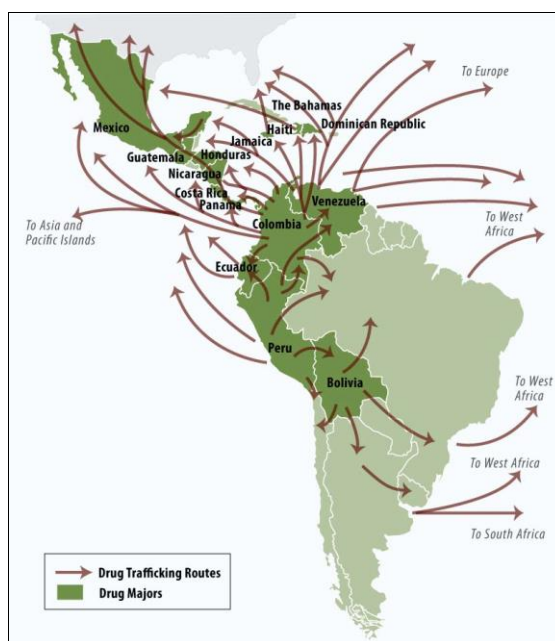 To Europe
The Bahamas
Haiti
Dominican Republic
Mexico
Jamaica
Guatemala
Honduras
Nicaragua
Costa Rica
Panama
Venezuela
Colombia
To West
Africa
To Asia and
Pacific Islands
Ecuador
Peru
Bolivia
To West
Africa
To West Africa
To South Africa
Drug Trafficking Routes
Drug Majors